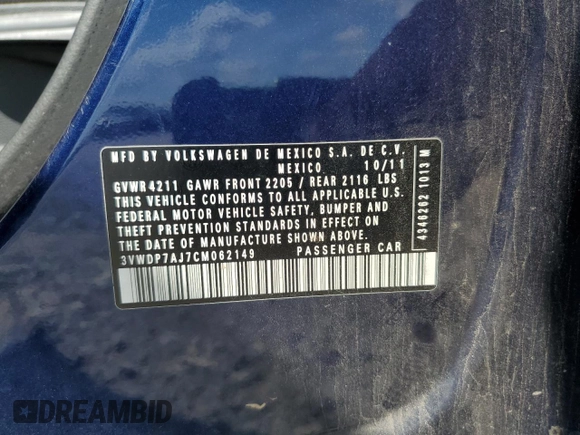 MFD BY VOLKSWAGEN DE MEXICO S.A. DE C.V.
MEXICO 10/11
GVWR 4211 GAWR FRONT 2205 / REAR 2116 LBS
THIS VEHICLE CONFORMS TO ALL APPLICABLE U.S.
FEDERAL MOTOR VEHICLE SAFETY, BUMPER AND
THEFT PREVENTION STANDARDS IN EFFECT ON
THE DATE OF MANUFACTURE SHOWN ABOVE.
3VWDP7AJ7CM062149 PASSENGER CAR
4340262 1013 M
DREAMBID